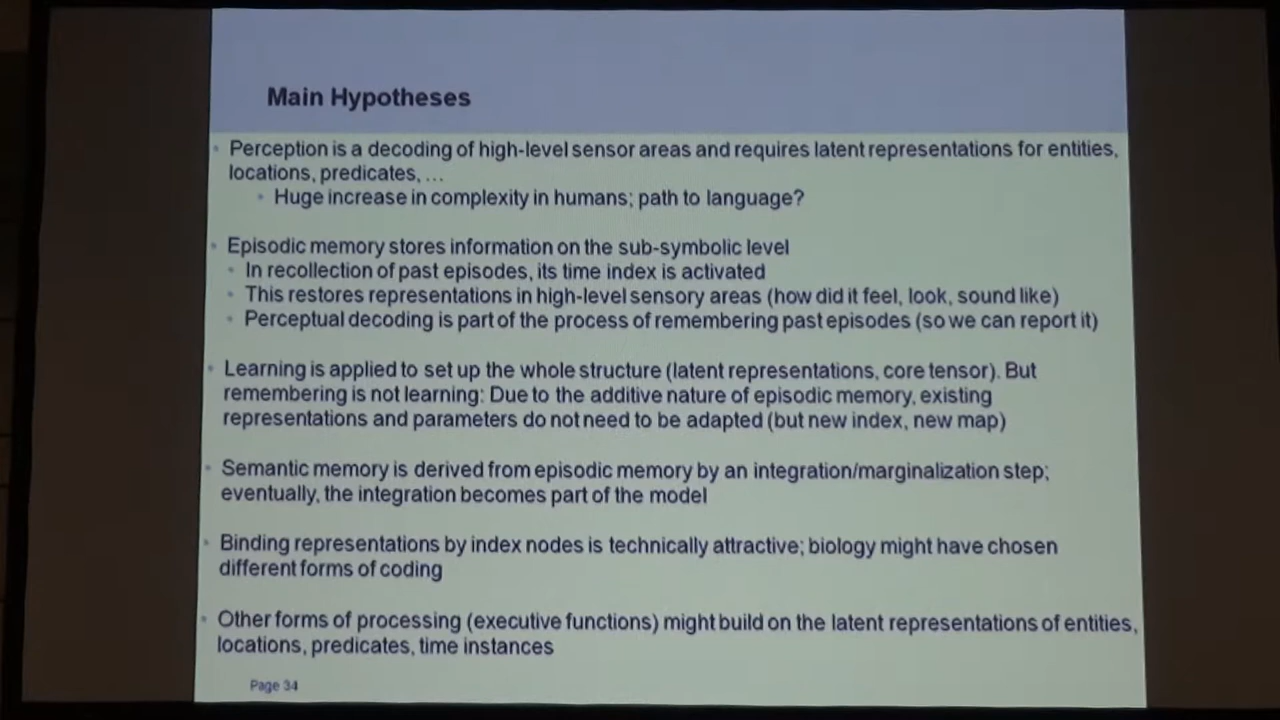 Main Hypotheses
Perception is a decoding of high-level sensor areas and requires latent representations for entities,
locations, predicates, …
Huge increase in complexity in humans; path to language?
Episodic memory stores information on the sub-symbolic level
In recollection of past episodes, its time index is activated
This restores representations in high-level sensory areas (how did it feel, look, sound like)
Perceptual decoding is part of the process of remembering past episodes (so we can report it)
Learning is applied to set up the whole structure (latent representations, core tensor). But
remembering is not learning: Due to the additive nature of episodic memory, existing
representations and parameters do not need to be adapted (but new index, new map)
Semantic memory is derived from episodic memory by an integration/marginalization step;
eventually, the integration becomes part of the model
Binding representations by index nodes is technically attractive; biology might have chosen
different forms of coding
Other forms of processing (executive functions) might build on the latent representations of entities,
locations, predicates, time instances
Page 34